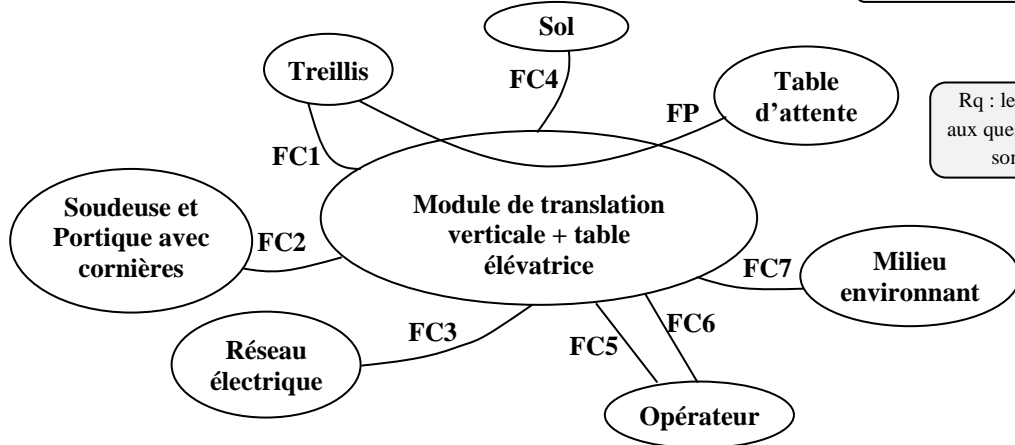 Sol
Treillis
FC4
Table
d'attente
FP
Rq : le
aux ques
son
FC1
Soudeuse et
Portique avec
cornières
FC2
Module de translation
verticale + table
élévatrice
FC7
Milieu
environnant
FC3
FC5
FC6
Réseau
électrique
Opérateur